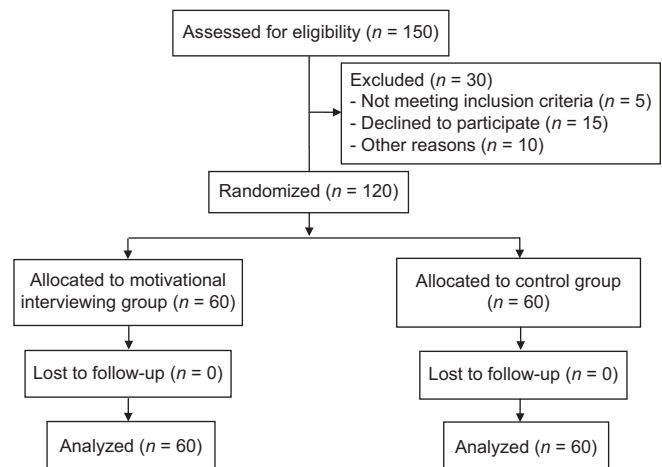 Assessed for eligibility (n = 150)
Excluded (n = 30)
- Not meeting inclusion criteria (n = 5)
- Declined to participate (n = 15)
- Other reasons (n = 10)
Randomized (n = 120)
Allocated to motivational
interviewing group (n = 60)
Allocated to control group
(n = 60)
Lost to follow-up (n = 0)
Lost to follow-up (n = 0)
Analyzed (n = 60)
Analyzed (n = 60)